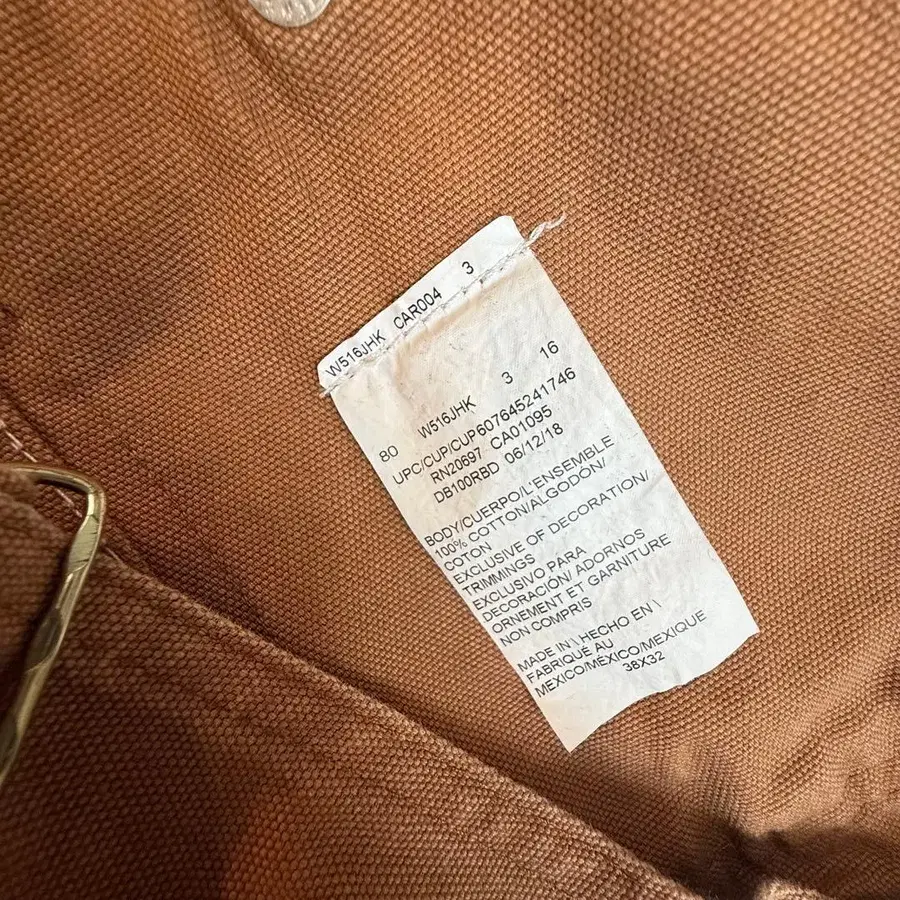 W516JHK CAR004 3
80 W516JHK 3 16
UPC/CUP/CUP607645241746
RN20697 CA01095
DB100RBD 06/12/18
BODY/CUERPO/L'ENSEMBLE
100% COTTON/ALGODON/
COTON
EXCLUSIVE OF DECORATION/
TRIMMINGS
EXCLUSIVO PARA
DECORACIÓN/ ADORNOS
ORNEMENT ET GARNITURE
NON COMPRIS
MADE IN \ HECHO EN \
FABRIQUÉ AU
MEXICO/MÉXICO/MEXIQUE
38X32